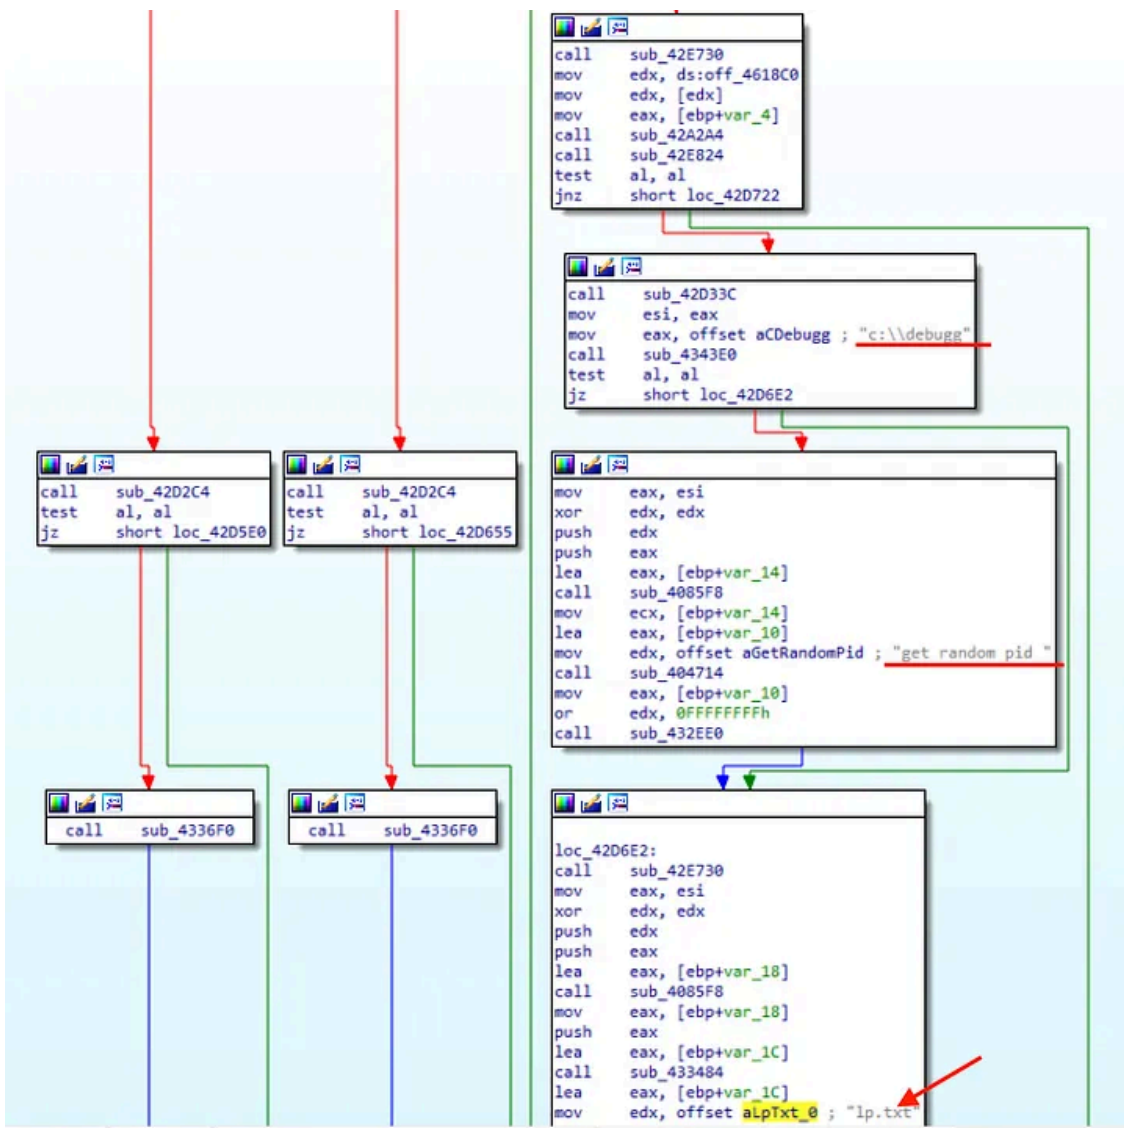 call sub_42E730
mov edx, ds:off_4618C0
mov edx, [edx]
mov eax, [ebp+var_4]
call sub_42A2A4
call sub_42E824
test al, al
jnz short loc_42D722
call sub_42D33C
mov esi, eax
mov eax, offset aCDebugg ; "c:\\debugg"
call sub_4343E0
test al, al
jz short loc_42D6E2
call sub_42D2C4
test al, al
jz short loc_42D5E0
call sub_42D2C4
test al, al
jz short loc_42D655
mov eax, esi
xor edx, edx
push edx
push eax
lea eax, [ebp+var_14]
call sub_4085F8
mov ecx, [ebp+var_14]
lea eax, [ebp+var_10]
mov edx, offset aGetRandomPid ; "get random pid "
call sub_404714
mov eax, [ebp+var_10]
or edx, 0FFFFFFFFh
call sub_432EE0
call sub_4336F0
call sub_4336F0
loc_42D6E2:
call sub_42E730
mov eax, esi
xor edx, edx
push edx
push eax
lea eax, [ebp+var_18]
call sub_4085F8
mov eax, [ebp+var_18]
push eax
lea eax, [ebp+var_1C]
call sub_433484
lea eax, [ebp+var_1C]
mov edx, offset aLpTxt_0 ; "lp.txt"